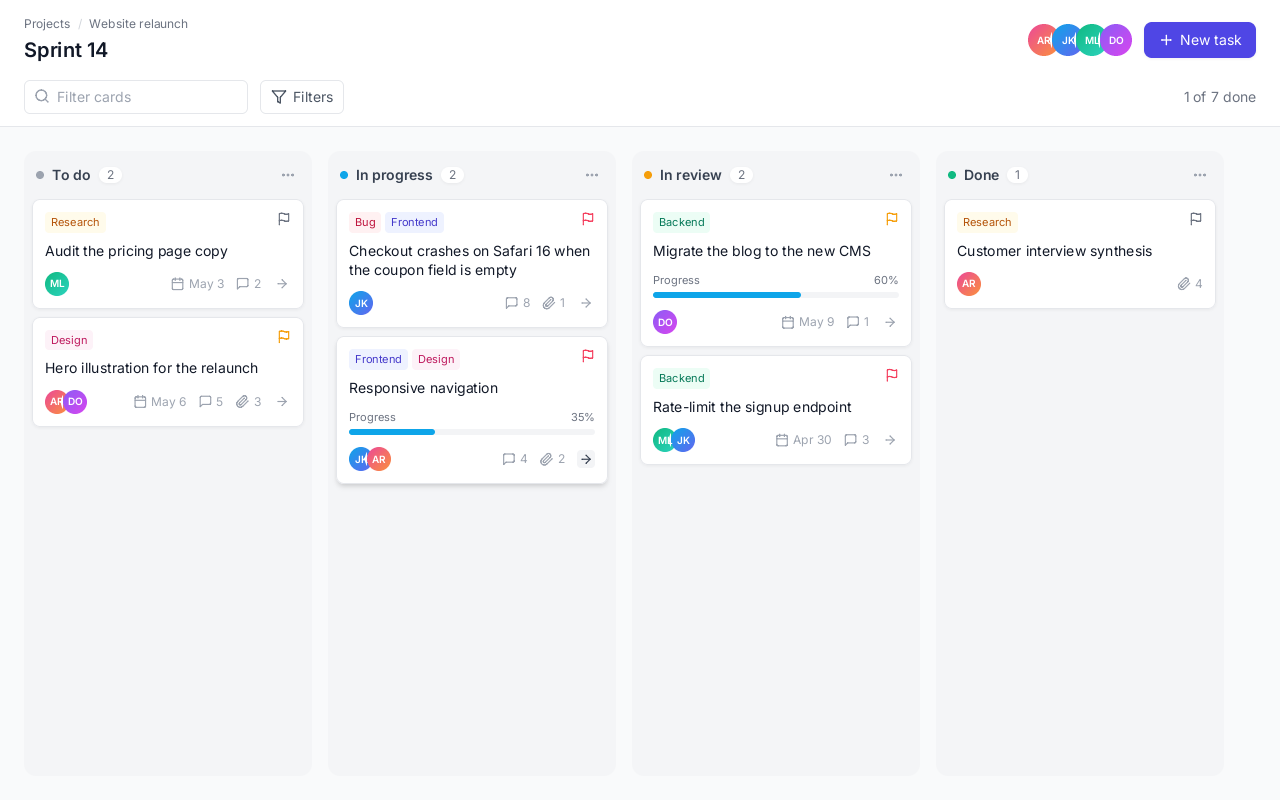 Projects / Website relaunch
Sprint 14
AR JK ML DO
New task
Filter cards
Filters
1 of 7 done
To do 2
Research
Audit the pricing page copy
ML May 3 2
Design
Hero illustration for the relaunch
AR DO May 6 5 3
In progress 2
Bug Frontend
Checkout crashes on Safari 16 when
the coupon field is empty
JK 8 1
Frontend Design
Responsive navigation
Progress 35%
JK AR 4 2
In review 2
Backend
Migrate the blog to the new CMS
Progress 60%
DO May 9 1
Backend
Rate-limit the signup endpoint
ML JK Apr 30 3
Done 1
Research
Customer interview synthesis
AR 4